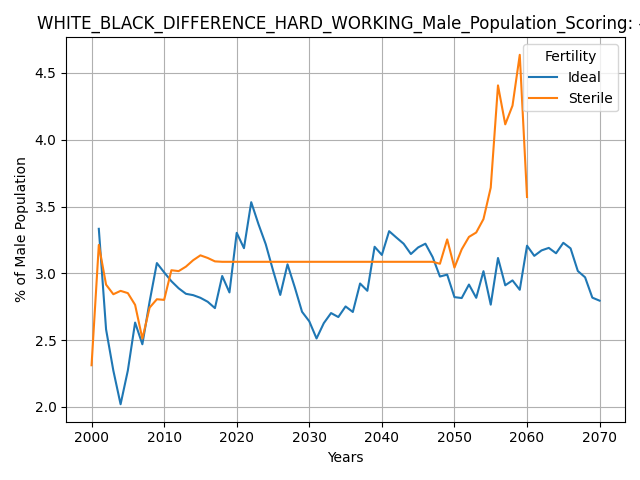 WHITE_BLACK_DIFFERENCE_HARD_WORKING_Male_Population_Scoring:
Fertility
Ideal
Sterile
% of Male Population
4.5
4.0
3.5
3.0
2.5
2.0
2000 2010 2020 2030 2040 2050 2060 2070
Years